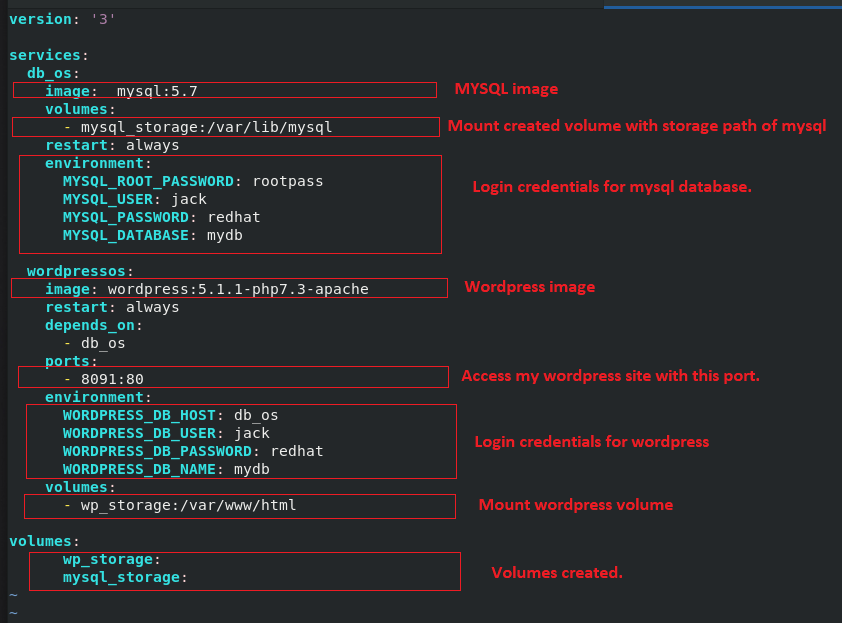 version: '3'
services:
db_os:
image:  mysql:5.7
MYSQL image
volumes:
- mysql_storage:/var/lib/mysql
Mount created volume with storage path of mysql
restart: always
environment:
MYSQL_ROOT_PASSWORD: rootpass
MYSQL_USER: jack
MYSQL_PASSWORD: redhat
MYSQL_DATABASE: mydb
Login credentials for mysql database.
wordpressos:
image: wordpress:5.1.1-php7.3-apache
Wordpress image
restart: always
depends_on:
- db_os
ports:
- 8091:80
Access my wordpress site with this port.
environment:
WORDPRESS_DB_HOST: db_os
WORDPRESS_DB_USER: jack
WORDPRESS_DB_PASSWORD: redhat
WORDPRESS_DB_NAME: mydb
Login credentials for wordpress
volumes:
- wp_storage:/var/www/html
Mount wordpress volume
volumes:
wp_storage:
mysql_storage:
Volumes created.
~
~